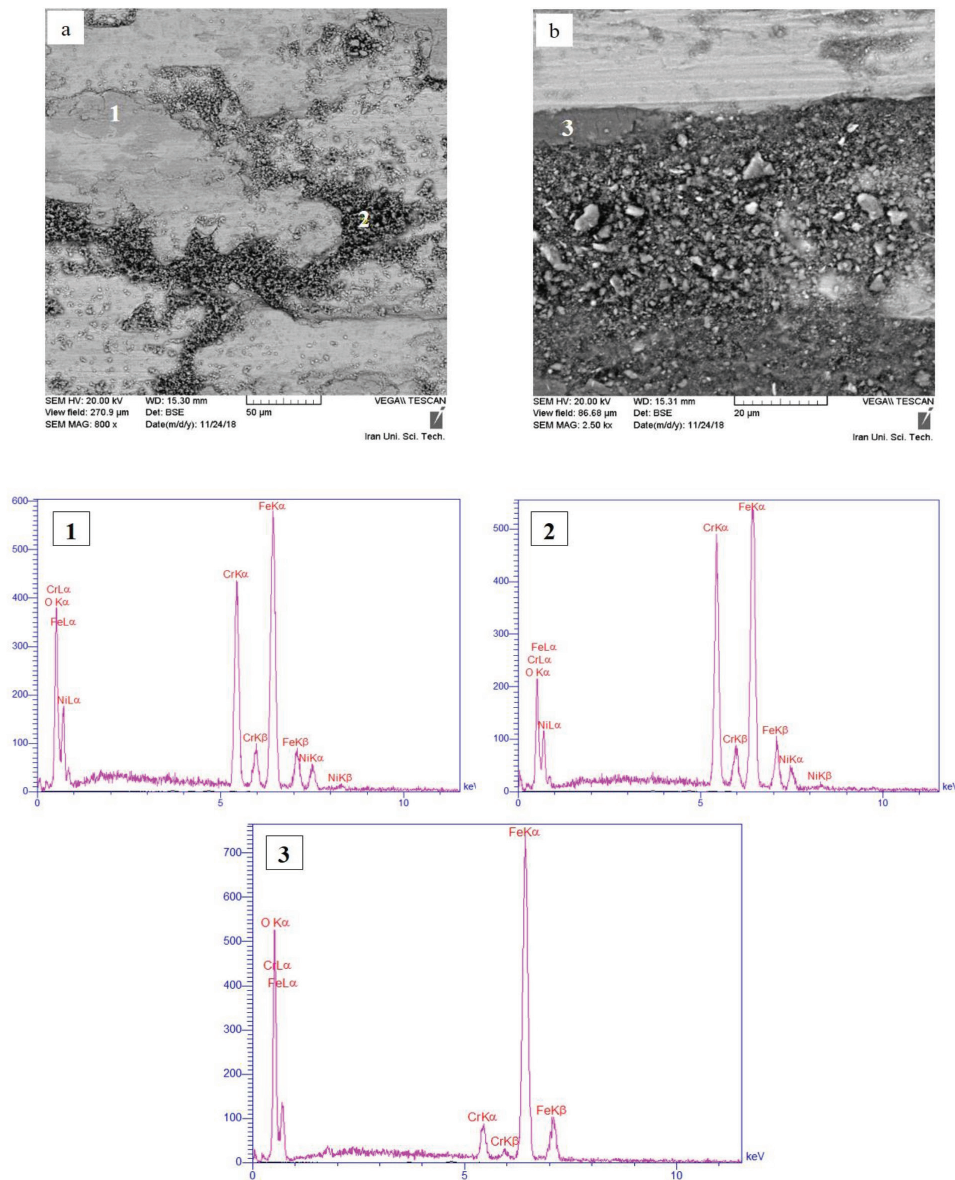 a
1
2
SEM HV: 20.00 kV WD: 15.30 mm VEGA\\ TESCAN
View field: 270.9 µm Det: BSE 50 µm
SEM MAG: 800 x Date(m/d/y): 11/24/18
Iran Uni. Sci. Tech.
b
3
SEM HV: 20.00 kV WD: 15.31 mm VEGA\\ TESCAN
View field: 86.68 µm Det: BSE 20 µm
SEM MAG: 2.50 kx Date(m/d/y): 11/24/18
Iran Uni. Sci. Tech.
1
600
500
400
300
200
100
0
CrLα
O Kα
FeLα
NiLα
CrKα
CrKβ
FeKα
FeKβ
NiKα
NiKβ
0 5 10 keV
2
500
400
300
200
100
0
FeLα
CrLα
O Kα
NiLα
CrKα
CrKβ
FeKα
FeKβ
NiKα
NiKβ
0 5 10 keV
3
700
600
500
400
300
200
100
0
O Kα
CrLα
FeLα
CrKα
CrKβ
FeKα
FeKβ
0 5 10 keV